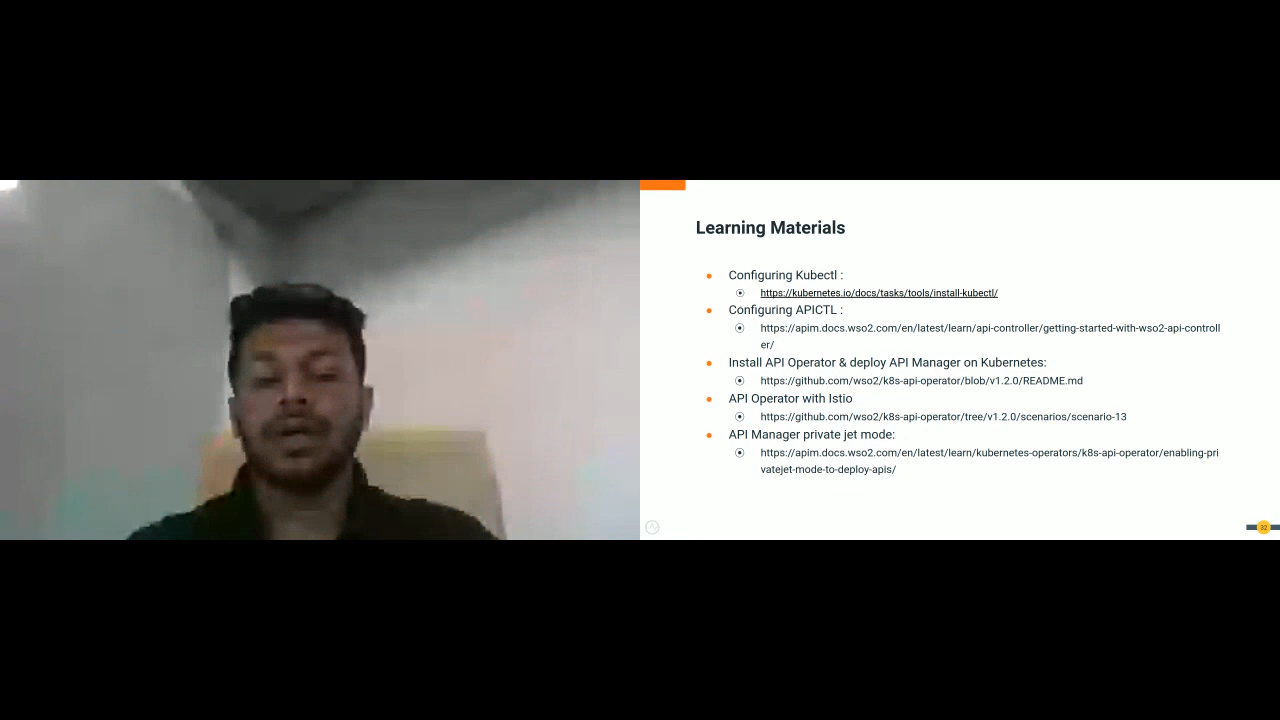 Learning Materials
Configuring Kubectl :
https://kubernetes.io/docs/tasks/tools/install-kubectl/
Configuring APICTL :
https://apim.docs.wso2.com/en/latest/learn/api-controller/getting-started-with-wso2-api-controll
er/
Install API Operator & deploy API Manager on Kubernetes:
https://github.com/wso2/k8s-api-operator/blob/v1.2.0/README.md
API Operator with Istio
https://github.com/wso2/k8s-api-operator/tree/v1.2.0/scenarios/scenario-13
API Manager private jet mode:
https://apim.docs.wso2.com/en/latest/learn/kubernetes-operators/k8s-api-operator/enabling-pri
vatejet-mode-to-deploy-apis/
32